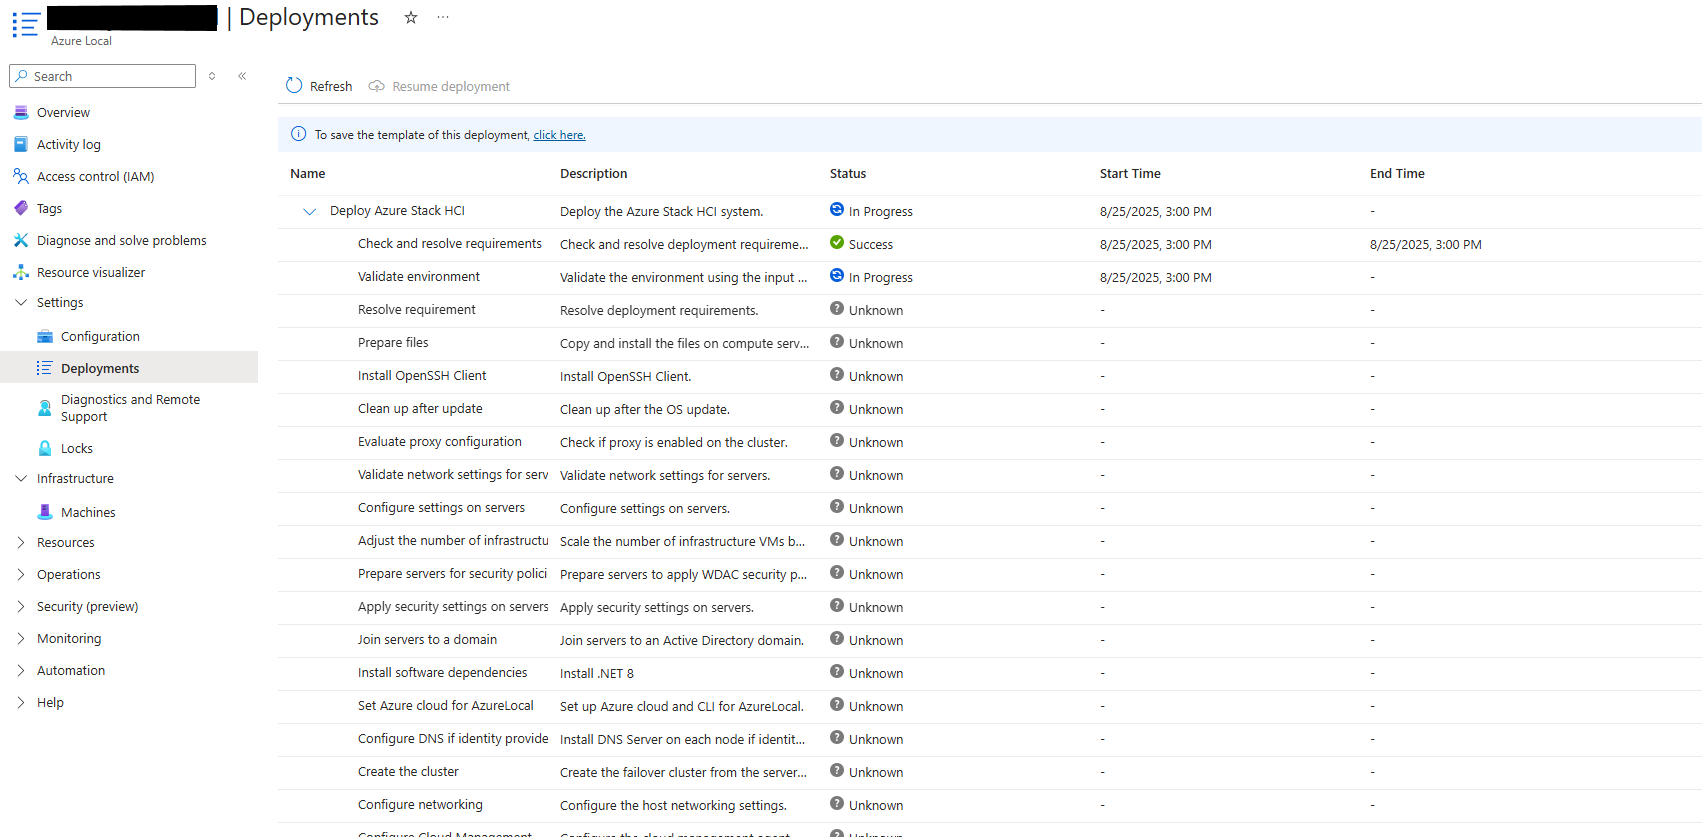 | Deployments
Azure Local
Search
Refresh
Resume deployment
To save the template of this deployment, click here.
Overview
Activity log
Access control (IAM)
Tags
Diagnose and solve problems
Resource visualizer
Settings
Configuration
Deployments
Diagnostics and Remote
Support
Locks
Infrastructure
Machines
Resources
Operations
Security (preview)
Monitoring
Automation
Help
Name Description Status Start Time End Time
Deploy Azure Stack HCI Deploy the Azure Stack HCI system. In Progress 8/25/2025, 3:00 PM -
Check and resolve requirements Check and resolve deployment requireme... Success 8/25/2025, 3:00 PM 8/25/2025, 3:00 PM
Validate environment Validate the environment using the input ... In Progress 8/25/2025, 3:00 PM -
Resolve requirement Resolve deployment requirements. Unknown - -
Prepare files Copy and install the files on compute serv... Unknown - -
Install OpenSSH Client Install OpenSSH Client. Unknown - -
Clean up after update Clean up after the OS update. Unknown - -
Evaluate proxy configuration Check if proxy is enabled on the cluster. Unknown - -
Validate network settings for serv Validate network settings for servers. Unknown - -
Configure settings on servers Configure settings on servers. Unknown - -
Adjust the number of infrastructu Scale the number of infrastructure VMs b... Unknown - -
Prepare servers for security polici Prepare servers to apply WDAC security p... Unknown - -
Apply security settings on servers Apply security settings on servers. Unknown - -
Join servers to a domain Join servers to an Active Directory domain. Unknown - -
Install software dependencies Install .NET 8 Unknown - -
Set Azure cloud for AzureLocal Set up Azure cloud and CLI for AzureLocal. Unknown - -
Configure DNS if identity provide Install DNS Server on each node if identit... Unknown - -
Create the cluster Create the failover cluster from the server... Unknown - -
Configure networking Configure the host networking settings. Unknown - -
Configure Cloud Management Configure the cloud management agent. Unknown